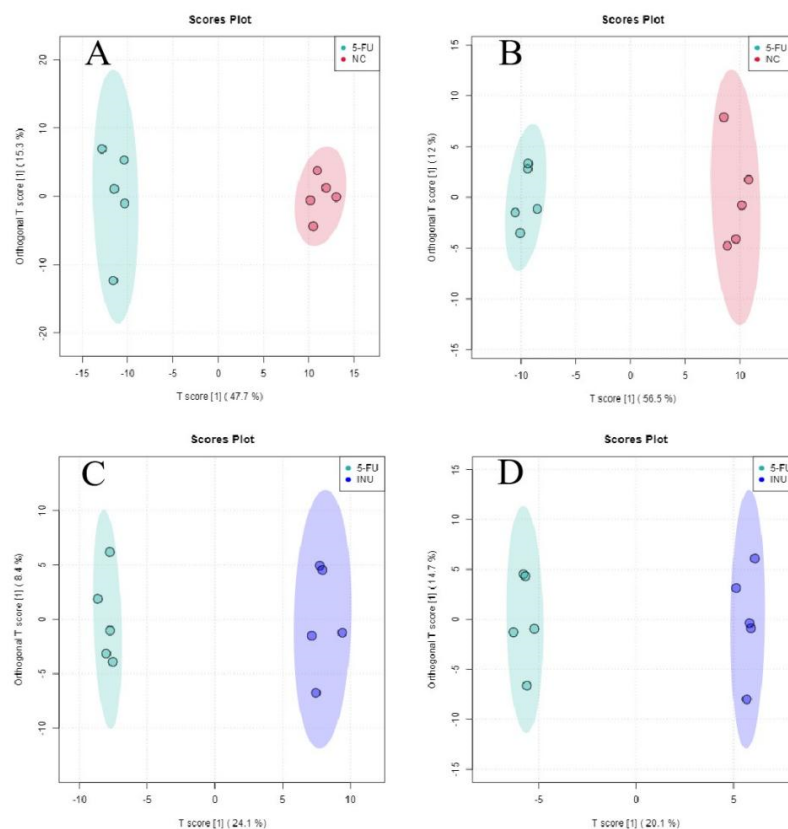 Scores Plot
A
5-FU
NC
Orthogonal T score [1] ( 15.3 %)
20
10
0
-10
-20
-15 -10 -5 0 5 10 15
T score [1] ( 47.7 %)
Scores Plot
B
5-FU
NC
Orthogonal T score [1] ( 12 %)
15
10
5
0
-5
-10
-15
-10 -5 0 5 10
T score [1] ( 56.5 %)
Scores Plot
C
5-FU
INU
Orthogonal T score [1] ( 8.4 %)
10
5
0
-5
-10
-10 -5 0 5 10
T score [1] ( 24.1 %)
Scores Plot
D
5-FU
INU
Orthogonal T score [1] ( 14.7 %)
15
10
5
0
-5
-10
-15
-5 0 5
T score [1] ( 20.1 %)